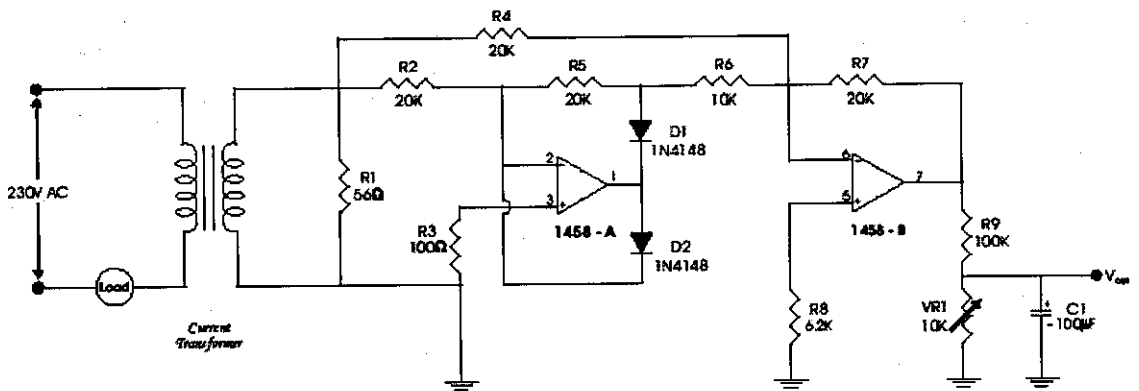 R4
20K
R2
20K
R5
20K
R6
10K
R7
20K
D1
1N4148
230V AC
R1
56Ω
2
3
1
1458 - A
R3
100Ω
D2
1N4148
6
5
7
1458 - B
R9
100K
Load
R8
6.2K
VR1
10K
+
C1
100µF
Vout
Current
Transformer